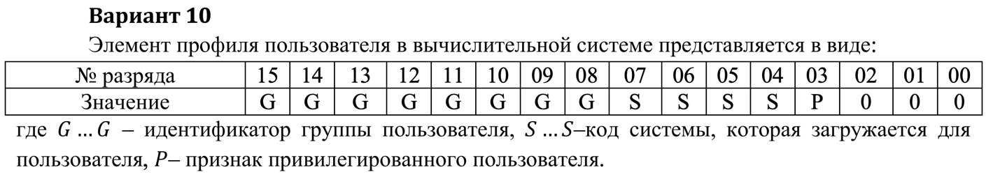 Вариант 10
Элемент профиля пользователя в вычислительной системе представляется в виде:
№ разряда 15 14 13 12 11 10 09 08 07 06 05 04 03 02 01 00
Значение G G G G G G G G S S S S P 0 0 0
где G … G – идентификатор группы пользователя, S … S–код системы, которая загружается для
пользователя, P– признак привилегированного пользователя.